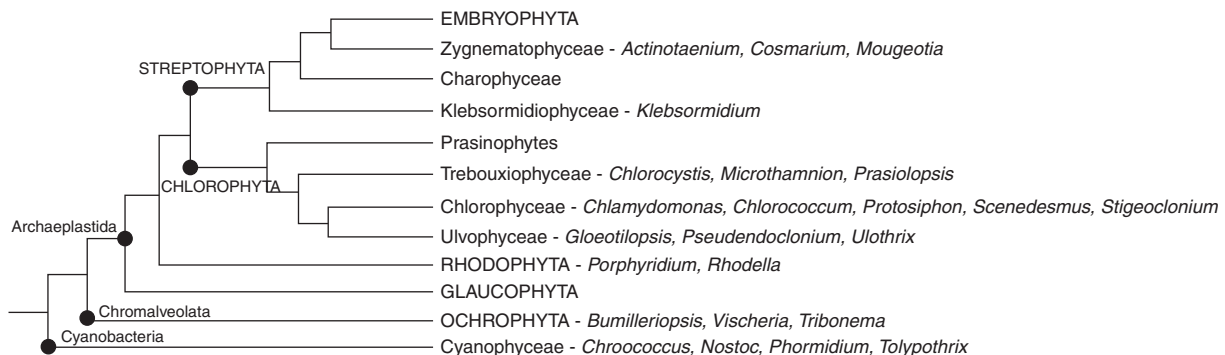 EMBRYOPHYTA
Zygnematophyceae - Actinotaenium, Cosmarium, Mougeotia
STREPTOPHYTA
Charophyceae
Klebsormidiophyceae - Klebsormidium
Prasinophytes
Trebouxiophyceae - Chlorocystis, Microthamnion, Prasiolopsis
CHLOROPHYTA
Chlorophyceae - Chlamydomonas, Chlorococcum, Protosiphon, Scenedesmus, Stigeoclonium
Archaeplastida
Ulvophyceae - Gloeotilopsis, Pseudendoclonium, Ulothrix
RHODOPHYTA - Porphyridium, Rhodella
GLAUCOPHYTA
Chromalveolata
OCHROPHYTA - Bumilleriopsis, Vischeria, Tribonema
Cyanobacteria
Cyanophyceae - Chroococcus, Nostoc, Phormidium, Tolypothrix